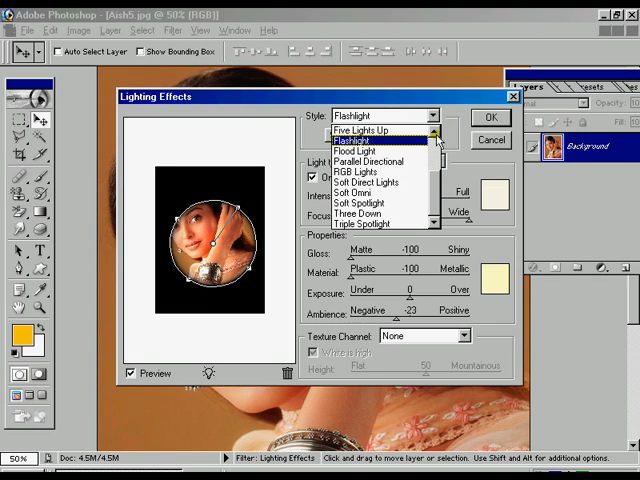 Adobe Photoshop - [Aish5.jpg @ 50% (RGB)]
File Edit Image Layer Select Filter View Window Help
Auto Select Layer Show Bounding Box
Layers
Opacity: 10
Background
Lighting Effects
Style: Flashlight
Five Lights Up
Flashlight
Flood Light
Parallel Directional
RGB Lights
Soft Direct Lights
Soft Omni
Soft Spotlight
Three Down
Triple Spotlight
OK
Cancel
Light t
On
Intens
Full
Focus
Wide
Properties:
Gloss: Matte -100 Shiny
Material: Plastic -100 Metallic
Exposure: Under 0 Over
Ambience: Negative -23 Positive
Texture Channel: None
White is high
Height: Flat 50 Mountainous
Preview
50% Doc: 4.5M/4.5M Filter: Lighting Effects Click and drag to move layer or selection. Use Shift and Alt for additional options.